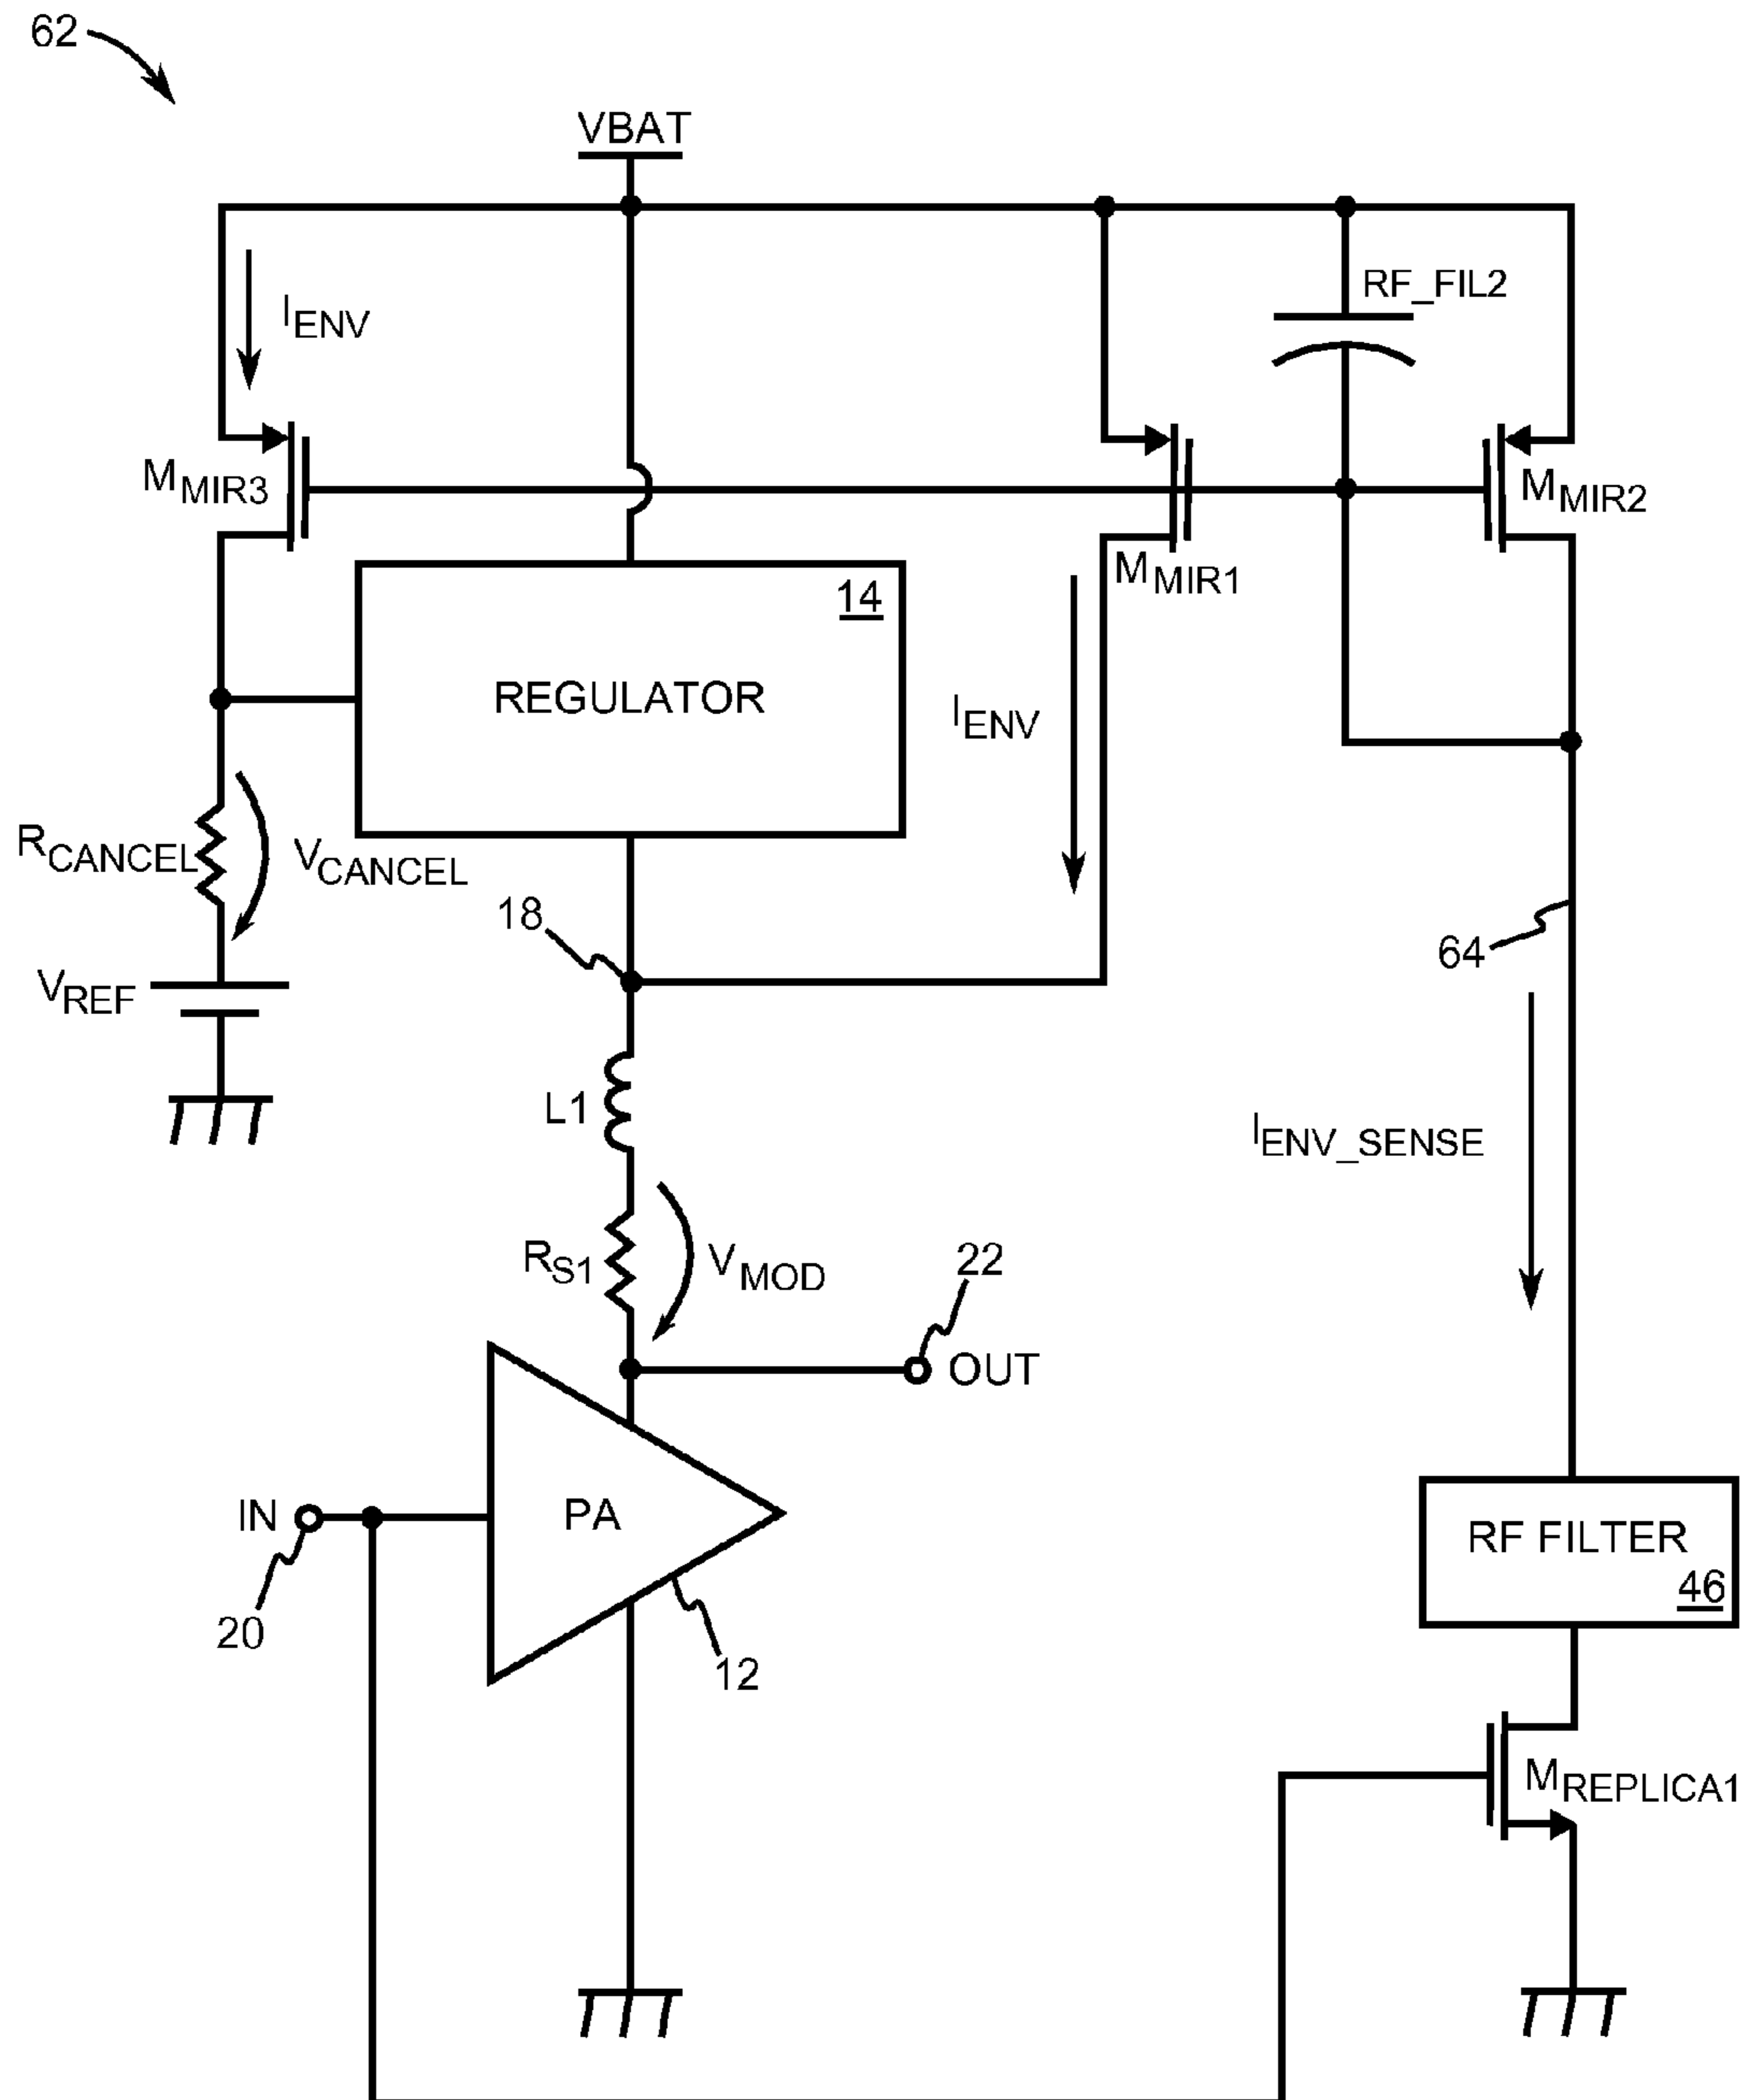 62
VBAT
RF_FIL2
IENV
MMIR3
MMIR2
MMIR1
14
REGULATOR
IENV
RCANCEL
VCANCEL
18
64
VREF
L1
IENV_SENSE
RS1
VMOD
22
OUT
IN
PA
RF FILTER
46
20
12
MREPLICA1